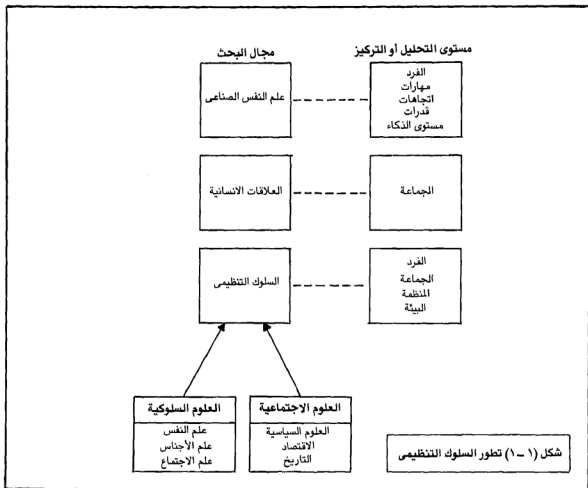 مستوى التحليل أو التركيز
مجال البحث
الفرد
مهارات
اتجاهات
قدرات
مستوى الذكاء
علم النفس الصناعى
الجماعة
العلاقات الانسانية
الفرد
الجماعة
المنظمة
البيئة
السلوك التنظيمى
العلوم الاجتماعية
العلوم السياسية
الاقتصاد
التاريخ
العلوم السلوكية
علم النفس
علم الأجناس
علم الاجتماع
شكل (١ – ١) تطور السلوك التنظيمى